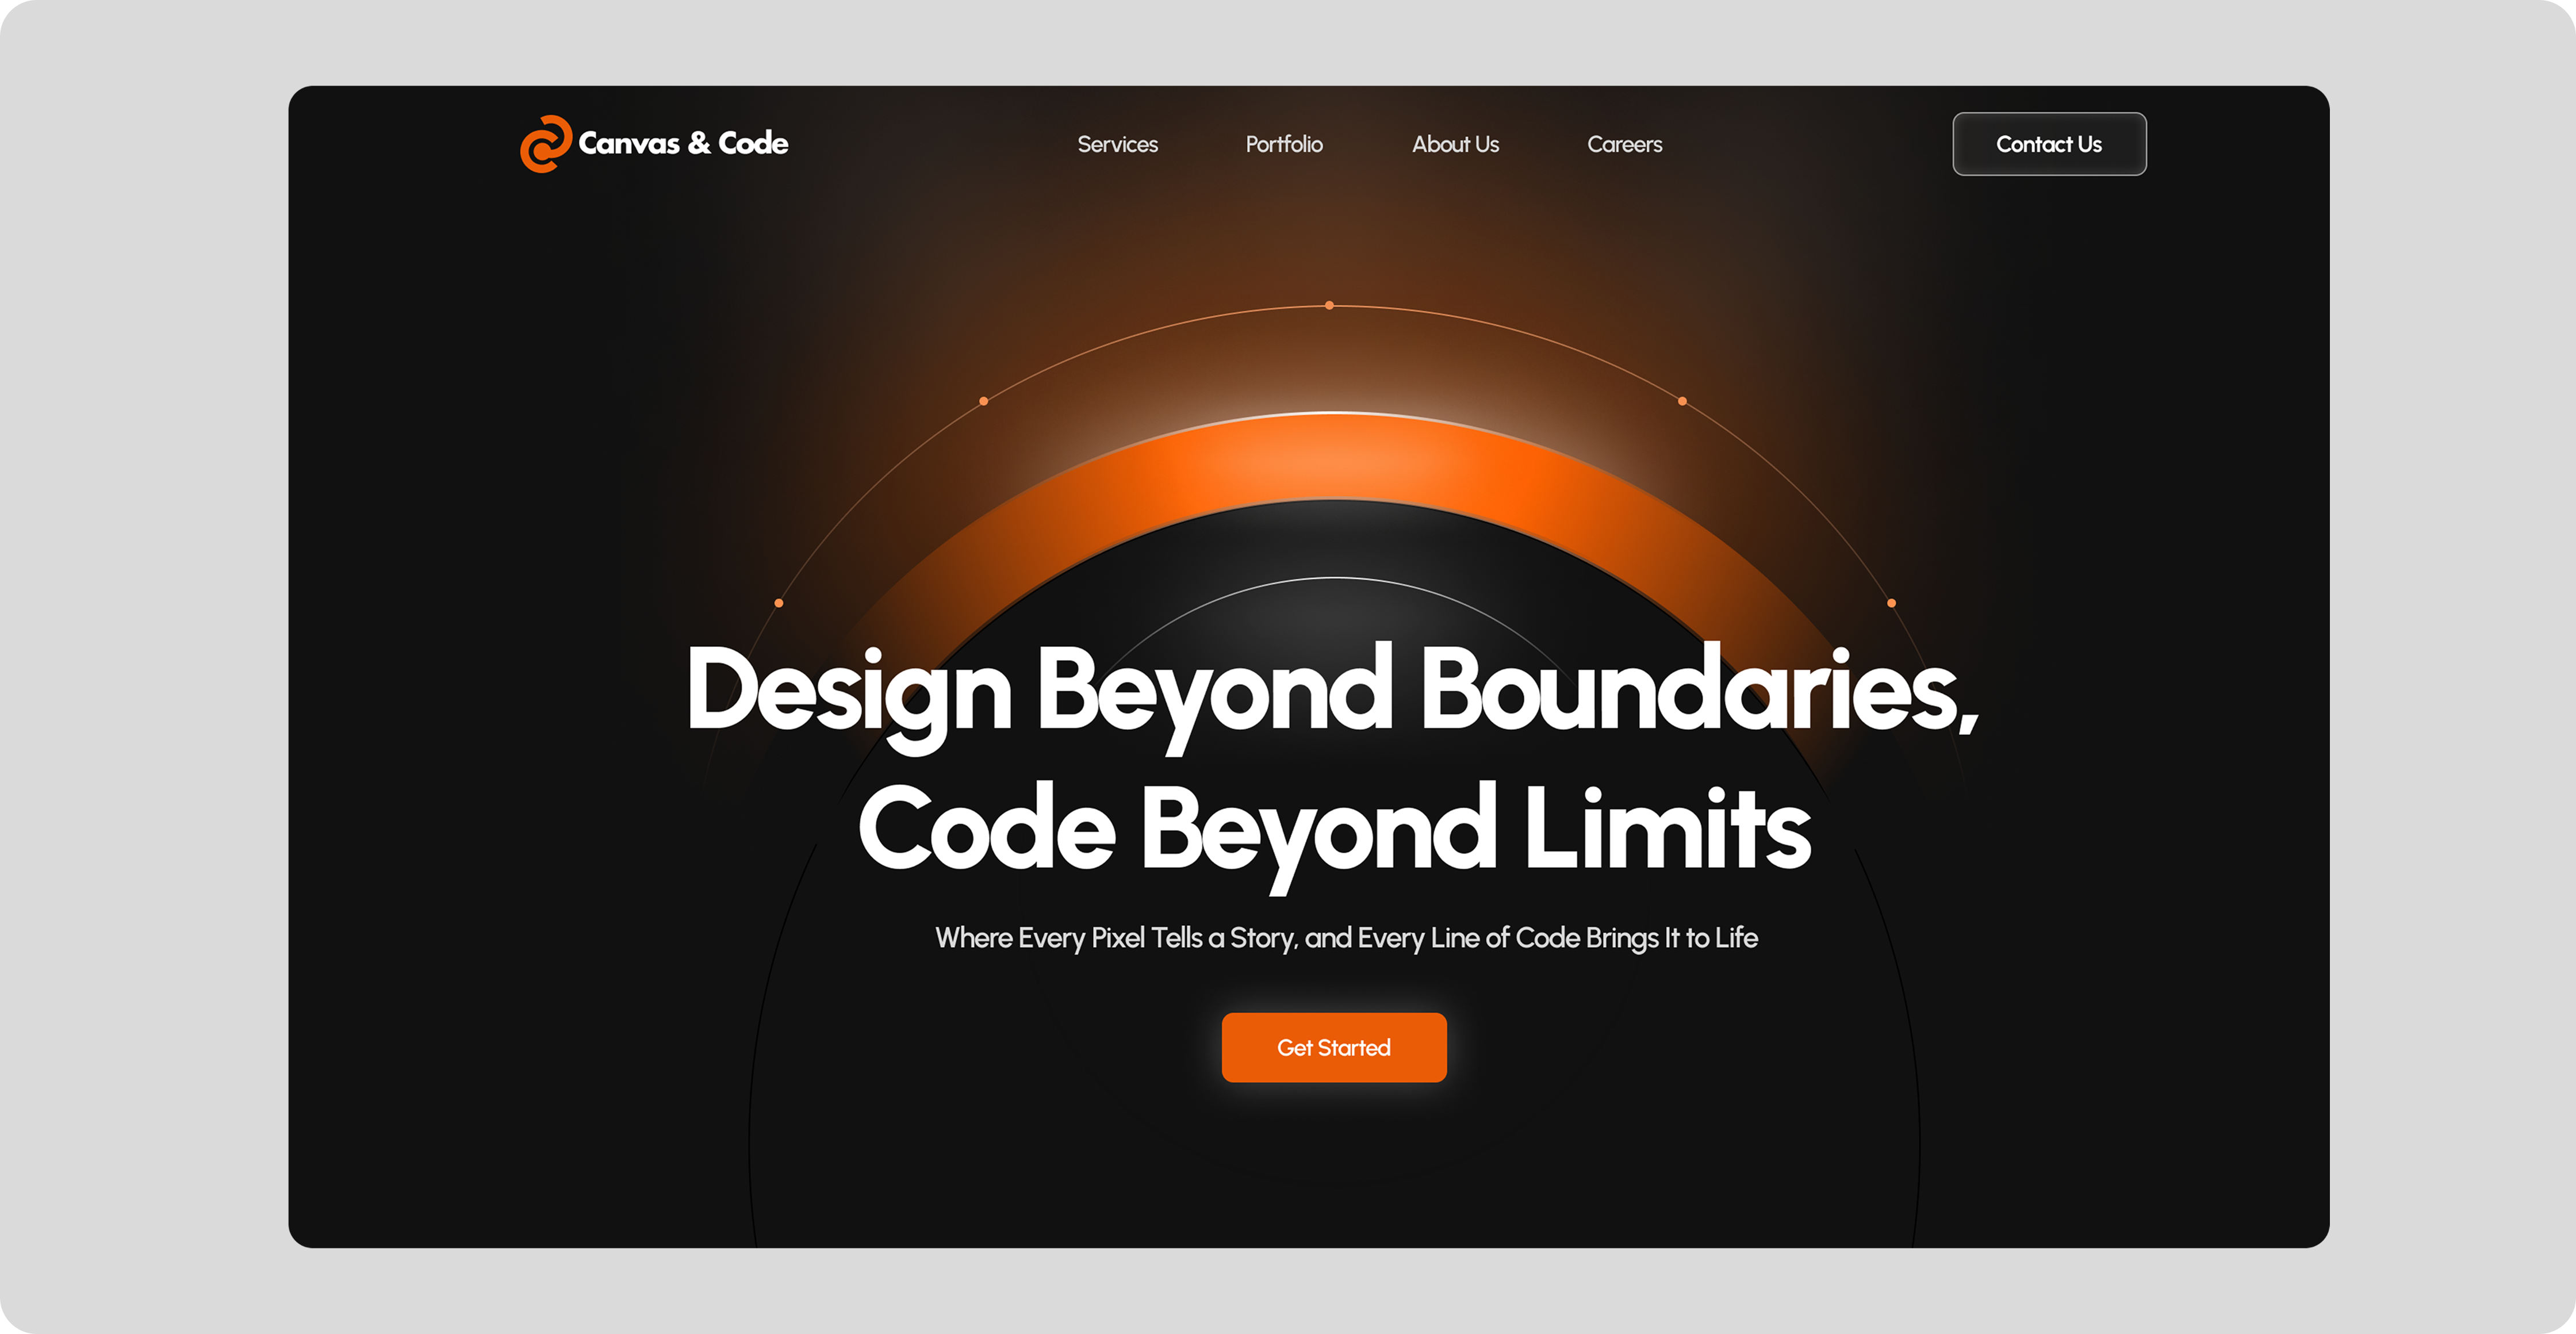 Canvas & Code
Services
Portfolio
About Us
Careers
Contact Us
Design Beyond Boundaries,
Code Beyond Limits
Where Every Pixel Tells a Story, and Every Line of Code Brings It to Life
Get Started